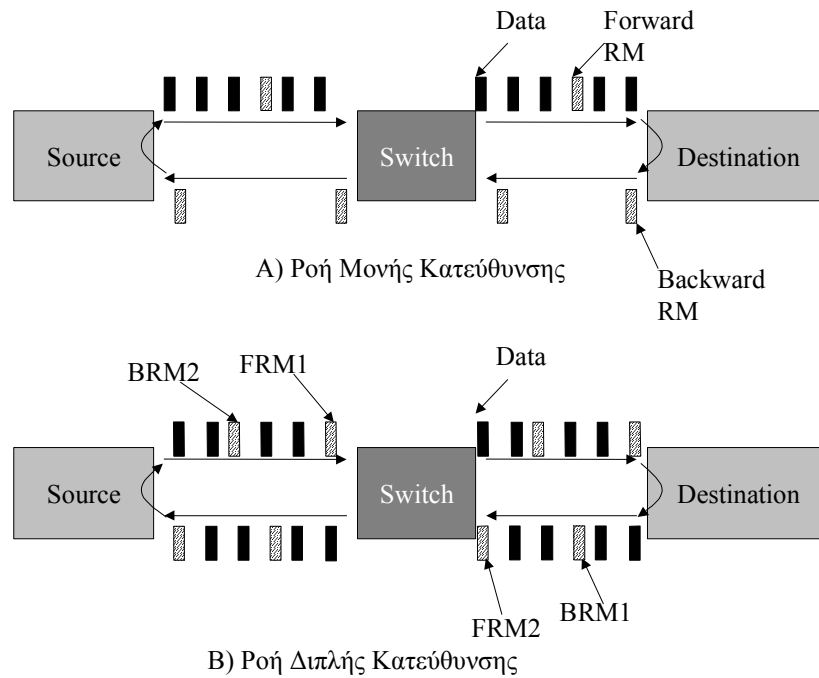 Data
Forward
RM
Source
Switch
Destination
A) Ροή Μονής Κατεύθυνσης
Backward
RM
BRM2
FRM1
Data
Source
Switch
Destination
FRM2
BRM1
B) Ροή Διπλής Κατεύθυνσης